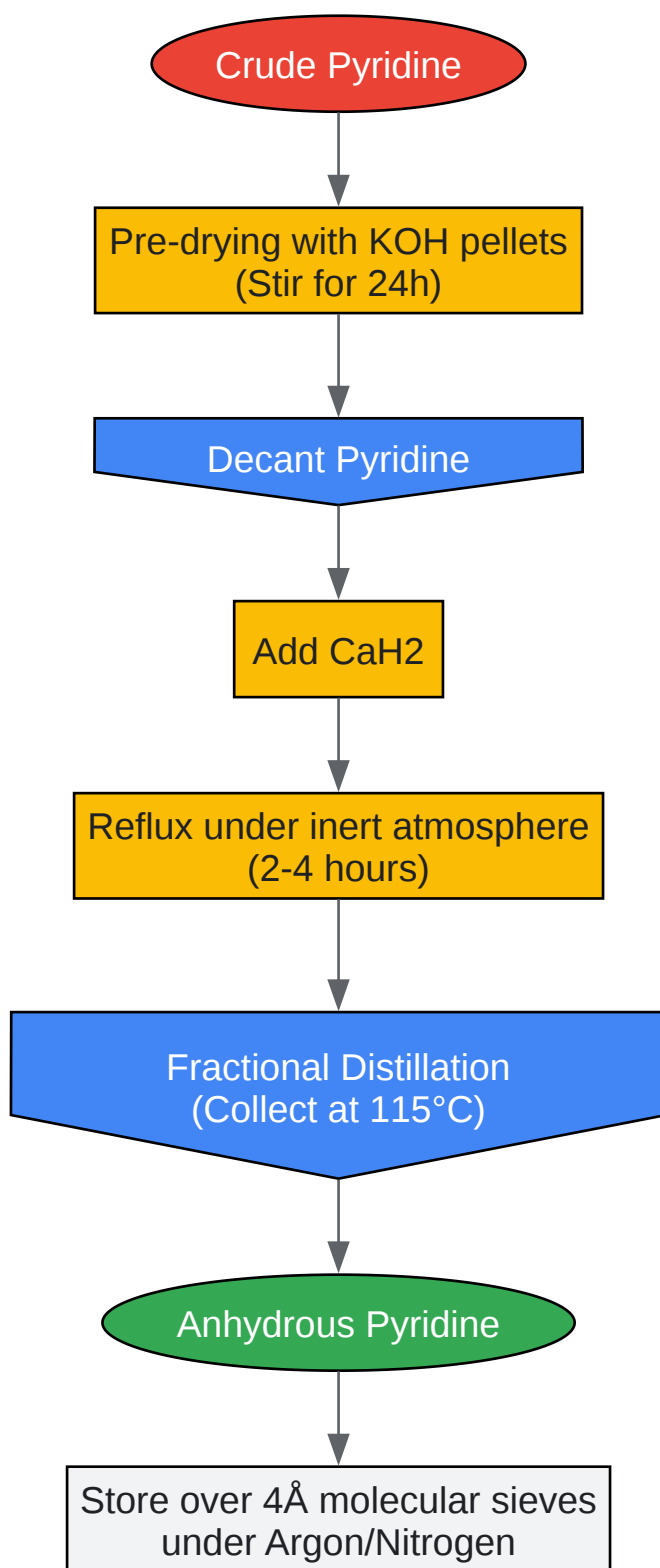 Crude Pyridine
Pre-drying with KOH pellets
(Stir for 24h)
Decant Pyridine
Add CaH2
Reflux under inert atmosphere
(2-4 hours)
Fractional Distillation
(Collect at 115°C)
Anhydrous Pyridine
Store over 4Å molecular sieves
under Argon/Nitrogen